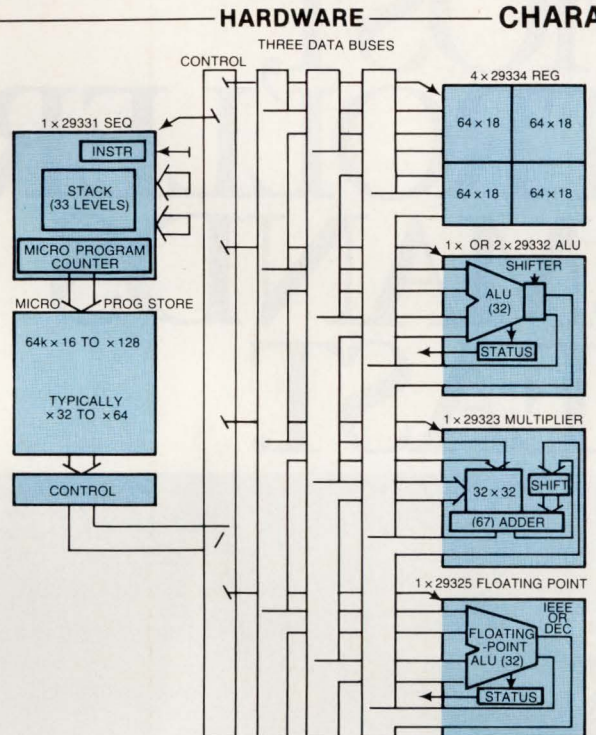 HARDWARE
CHARA
THREE DATA BUSES
CONTROL
1 x 29331 SEQ
INSTR
STACK
(33 LEVELS)
MICRO PROGRAM
COUNTER
MICRO PROG STORE
64k x 16 TO x 128
TYPICALLY
x 32 TO x 64
CONTROL
4 x 29334 REG
64 x 18
64 x 18
64 x 18
64 x 18
1 x OR 2 x 29332 ALU
SHIFTER
ALU
(32)
STATUS
1 x 29323 MULTIPLIER
32 x 32
SHIFT
(67) ADDER
1 x 29325 FLOATING POINT
IEEE
OR
DEC
FLOATING
-POINT
ALU (32)
STATUS